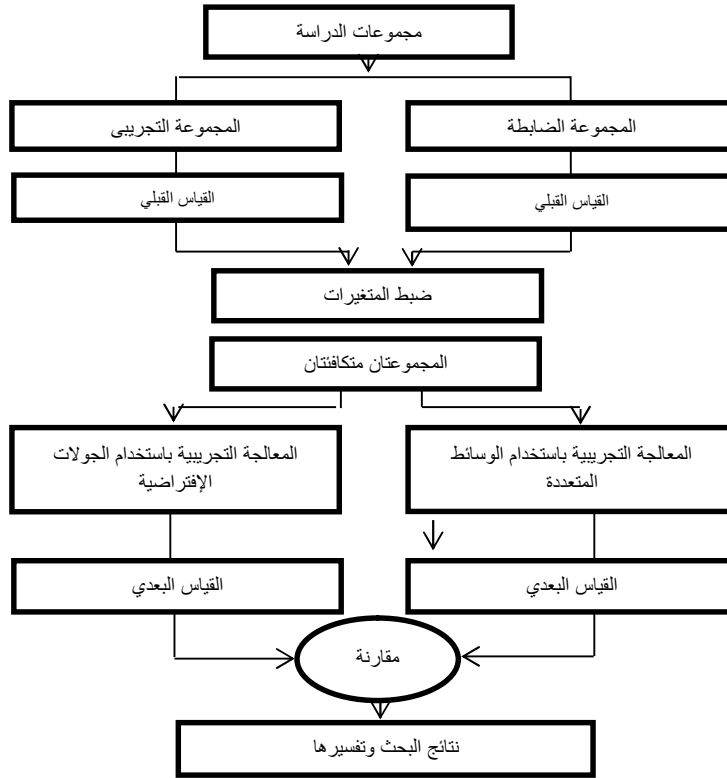 مجموعات الدراسة
المجموعة الضابطة
المجموعة التجريبى
القياس القبلي
القياس القبلي
ضبط المتغيرات
المجموعتان متكافئتان
المعالجة التجريبية باستخدام الوسائط
المتعددة
المعالجة التجريبية باستخدام الجولات
الإفتراضية
القياس البعدي
القياس البعدي
مقارنة
نتائج البحث وتفسيرها